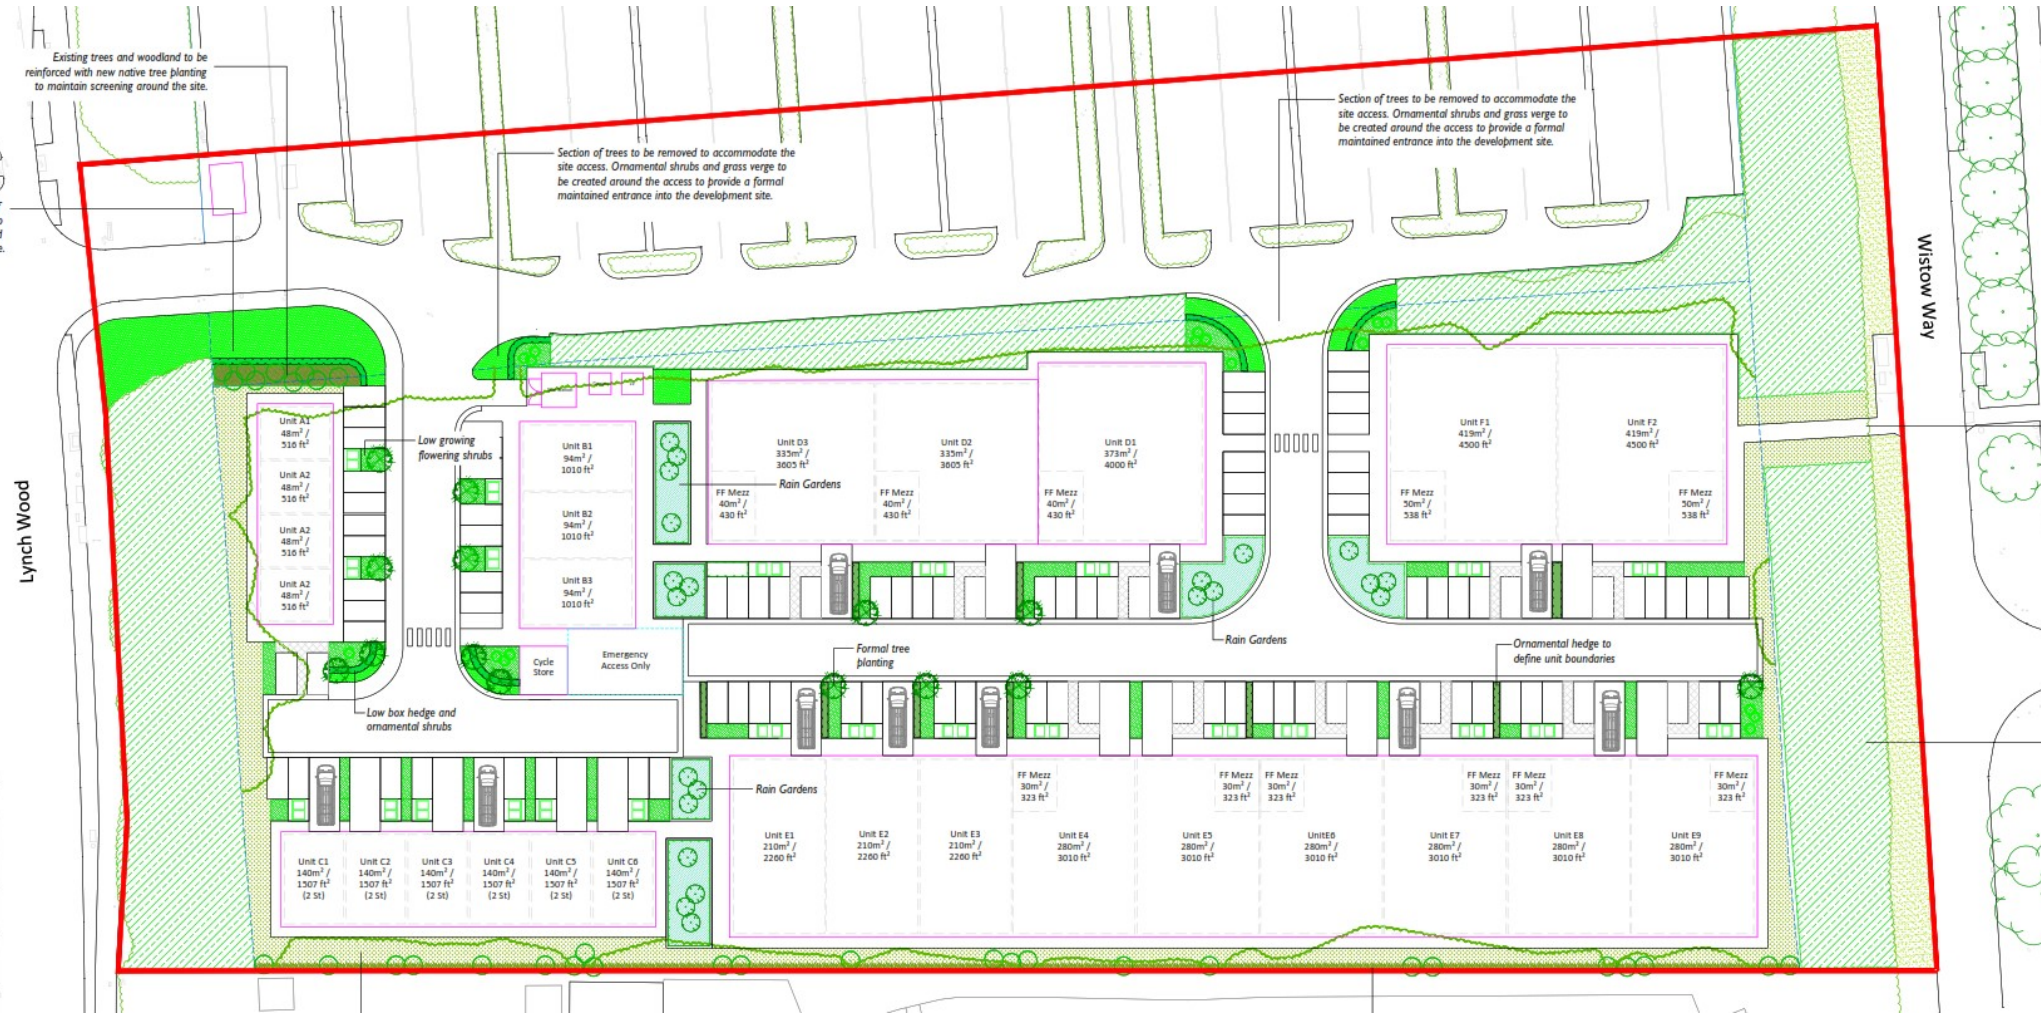 Existing trees and woodland to be
reinforced with new native tree planting
to maintain screening around the site.
Section of trees to be removed to accommodate the
site access. Ornamental shrubs and grass verge to
be created around the access to provide a formal
maintained entrance into the development site.
Section of trees to be removed to accommodate the
site access. Ornamental shrubs and grass verge to
be created around the access to provide a formal
maintained entrance into the development site.
Wistow Way
Lynch Wood
Unit A1
48m² /
516 ft²
Unit A2
48m² /
516 ft²
Unit A2
48m² /
516 ft²
Unit A2
48m² /
516 ft²
Low growing
flowering shrubs
Unit B1
94m² /
1010 ft²
Unit B2
94m² /
1010 ft²
Unit B3
94m² /
1010 ft²
Rain Gardens
Unit D3
335m² /
3605 ft²
FF Mezz
40m² /
430 ft²
Unit D2
335m² /
3605 ft²
FF Mezz
40m² /
430 ft²
Unit D1
373m² /
4000 ft²
FF Mezz
40m² /
430 ft²
Unit F1
419m² /
4500 ft²
FF Mezz
50m² /
538 ft²
Unit F2
419m² /
4500 ft²
FF Mezz
50m² /
538 ft²
Cycle
Store
Emergency
Access Only
Formal tree
planting
Rain Gardens
Ornamental hedge to
define unit boundaries
Low box hedge and
ornamental shrubs
Rain Gardens
Unit C1
140m² /
1507 ft²
(2 St)
Unit C2
140m² /
1507 ft²
(2 St)
Unit C3
140m² /
1507 ft²
(2 St)
Unit C4
140m² /
1507 ft²
(2 St)
Unit C5
140m² /
1507 ft²
(2 St)
Unit C6
140m² /
1507 ft²
(2 St)
Unit E1
210m² /
2260 ft²
Unit E2
210m² /
2260 ft²
Unit E3
210m² /
2260 ft²
FF Mezz
30m² /
323 ft²
Unit E4
280m² /
3010 ft²
FF Mezz
30m² /
323 ft²
Unit E5
280m² /
3010 ft²
FF Mezz
30m² /
323 ft²
UnitE6
280m² /
3010 ft²
FF Mezz
30m² /
323 ft²
Unit E7
280m² /
3010 ft²
FF Mezz
30m² /
323 ft²
Unit E8
280m² /
3010 ft²
FF Mezz
30m² /
323 ft²
Unit E9
280m² /
3010 ft²